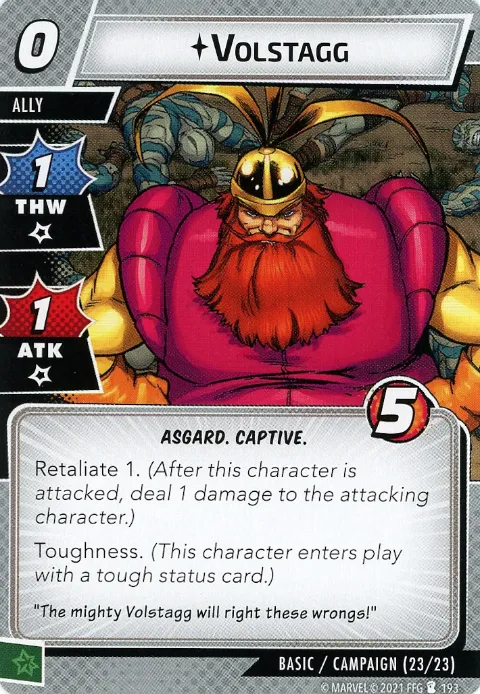 0
Volstagg
ALLY
1
THW
1
ATK
5
ASGARD. CAPTIVE.
Retaliate 1. (After this character is
attacked, deal 1 damage to the attacking
character.)
Toughness. (This character enters play
with a tough status card.)
"The mighty Volstagg will right these wrongs!"
BASIC / CAMPAIGN (23/23)
© MARVEL © 2021 FFG 193